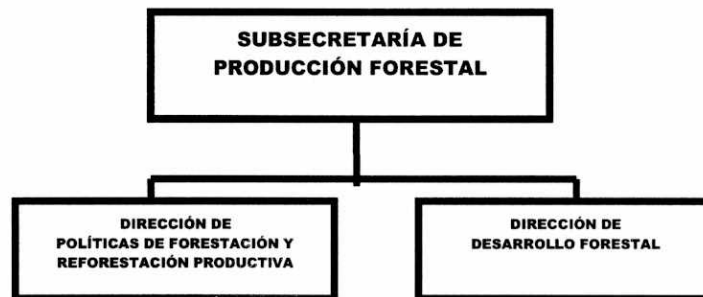 SUBSECRETARÍA DE
PRODUCCIÓN FORESTAL
DIRECCIÓN DE
POLÍTICAS DE FORESTACIÓN Y
REFORESTACIÓN PRODUCTIVA
DIRECCIÓN DE
DESARROLLO FORESTAL